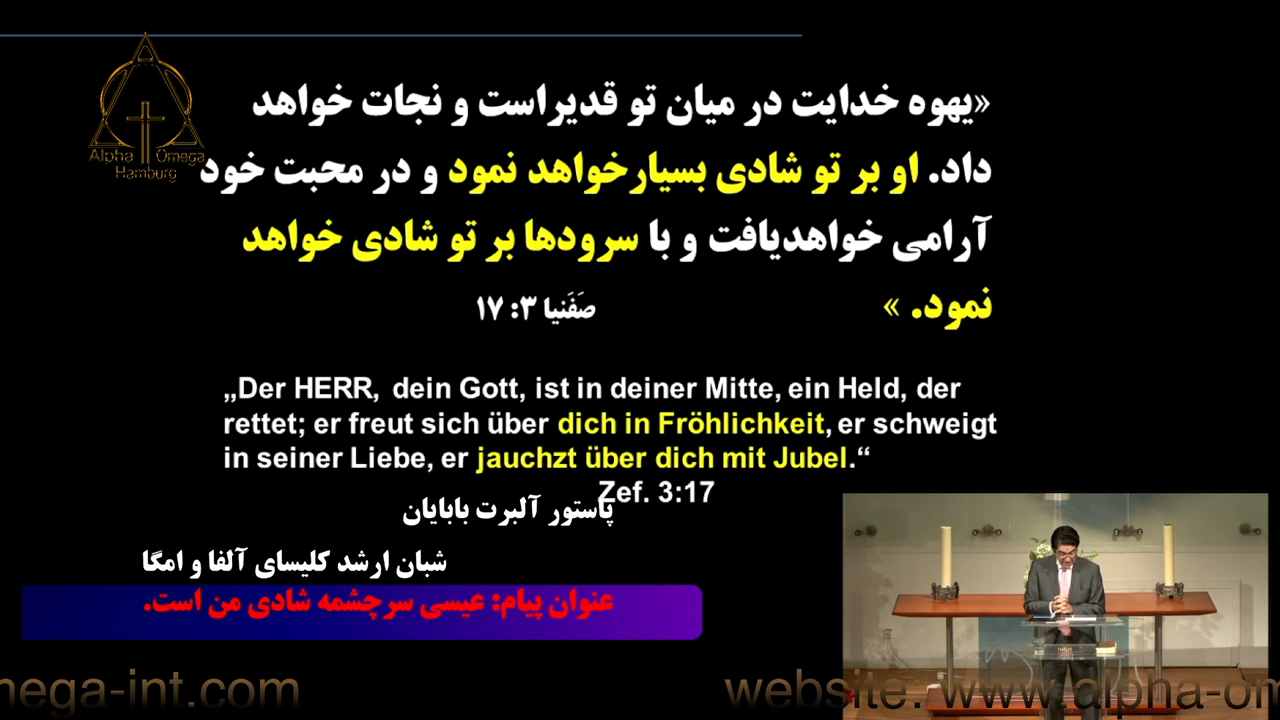 Alpha Omega
Hamburg
«یهوه خدایت در میان تو قدیراست و نجات خواهد
داد. او بر تو شادی بسیارخواهد نمود و در محبت خود
آرامی خواهدیافت و با سرودها بر تو شادی خواهد
نمود. »
صَفَنیا ۳: ۱۷
„Der HERR, dein Gott, ist in deiner Mitte, ein Held, der
rettet; er freut sich über dich in Fröhlichkeit, er schweigt
in seiner Liebe, er jauchzt über dich mit Jubel.“
Zef. 3:17
پاستور آلبرت بابایان
شبان ارشد کلیسای آلفا و امگا
عنوان پیام: عیسی سرچشمه شادی من است.
mega-int.com website: www.alpha-om